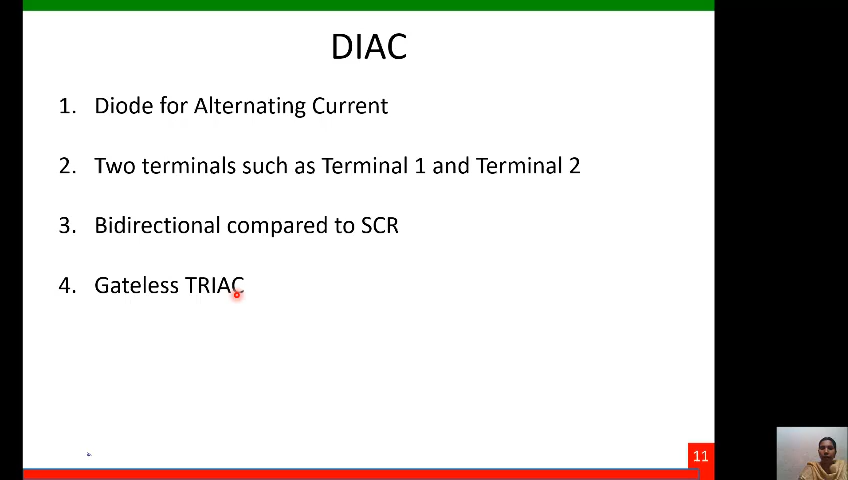 DIAC
1. Diode for Alternating Current
2. Two terminals such as Terminal 1 and Terminal 2
3. Bidirectional compared to SCR
4. Gateless TRIAC
11